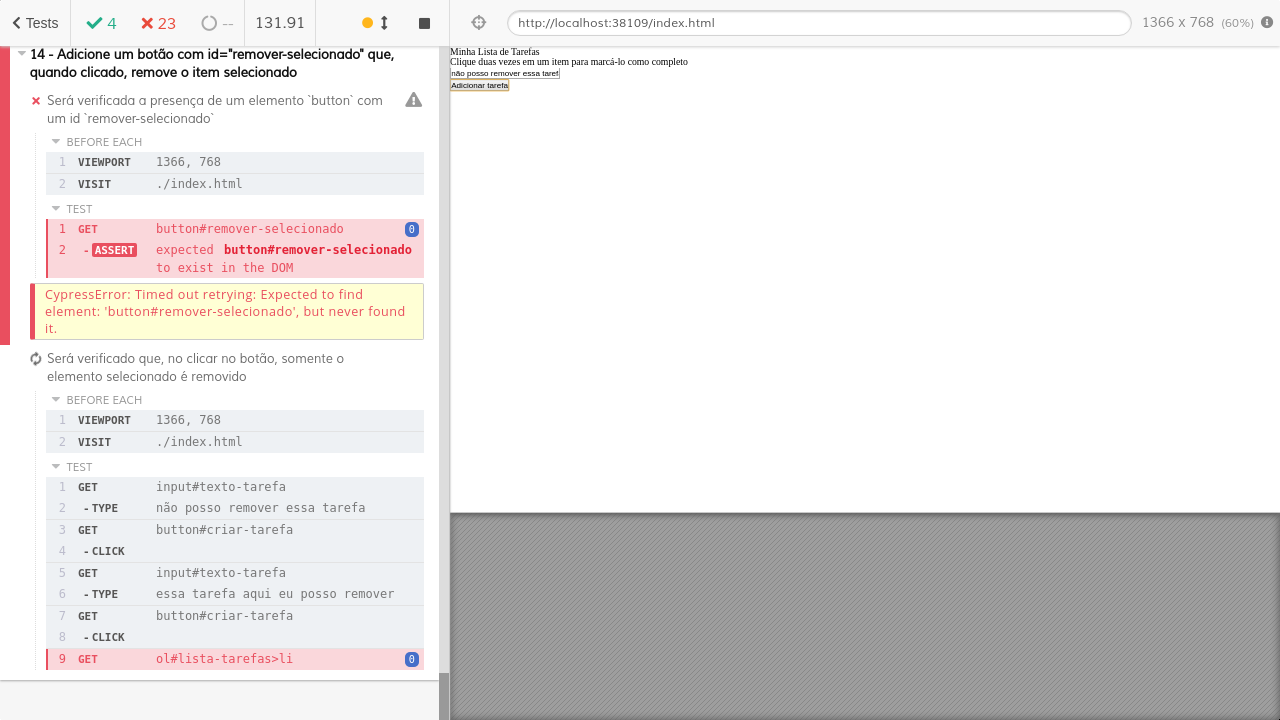 Tests
4
23
--
131.91
http://localhost:38109/index.html
1366 x 768 (60%)
14 - Adicione um botão com id="remover-selecionado" que,
quando clicado, remove o item selecionado
Será verificada a presença de um elemento `button` com
um id `remover-selecionado`
BEFORE EACH
1 VIEWPORT 1366, 768
2 VISIT ./index.html
TEST
1 GET button#remover-selecionado 0
2 -ASSERT expected button#remover-selecionado
to exist in the DOM
CypressError: Timed out retrying: Expected to find
element: 'button#remover-selecionado', but never found
it.
Será verificado que, no clicar no botão, somente o
elemento selecionado é removido
BEFORE EACH
1 VIEWPORT 1366, 768
2 VISIT ./index.html
TEST
1 GET input#texto-tarefa
2 -TYPE não posso remover essa tarefa
3 GET button#criar-tarefa
4 -CLICK
5 GET input#texto-tarefa
6 -TYPE essa tarefa aqui eu posso remover
7 GET button#criar-tarefa
8 -CLICK
9 GET ol#lista-tarefas>li 0
Minha Lista de Tarefas
Clique duas vezes em um item para marcá-lo como completo
não posso remover essa taref
Adicionar tarefa